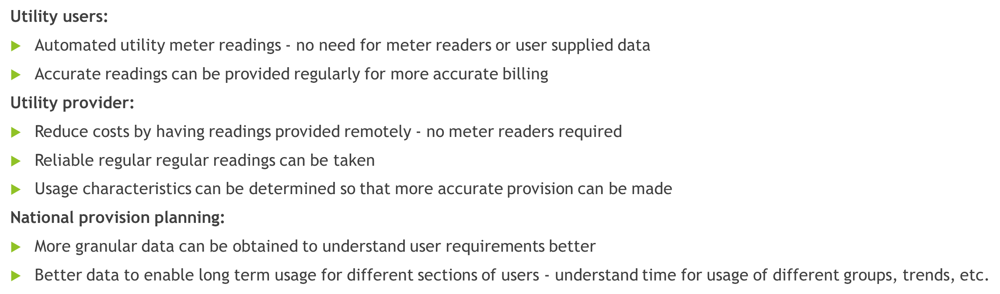 Utility users:
Automated utility meter readings - no need for meter readers or user supplied data
Accurate readings can be provided regularly for more accurate billing
Utility provider:
Reduce costs by having readings provided remotely - no meter readers required
Reliable regular regular readings can be taken
Usage characteristics can be determined so that more accurate provision can be made
National provision planning:
More granular data can be obtained to understand user requirements better
Better data to enable long term usage for different sections of users - understand time for usage of different groups, trends, etc.